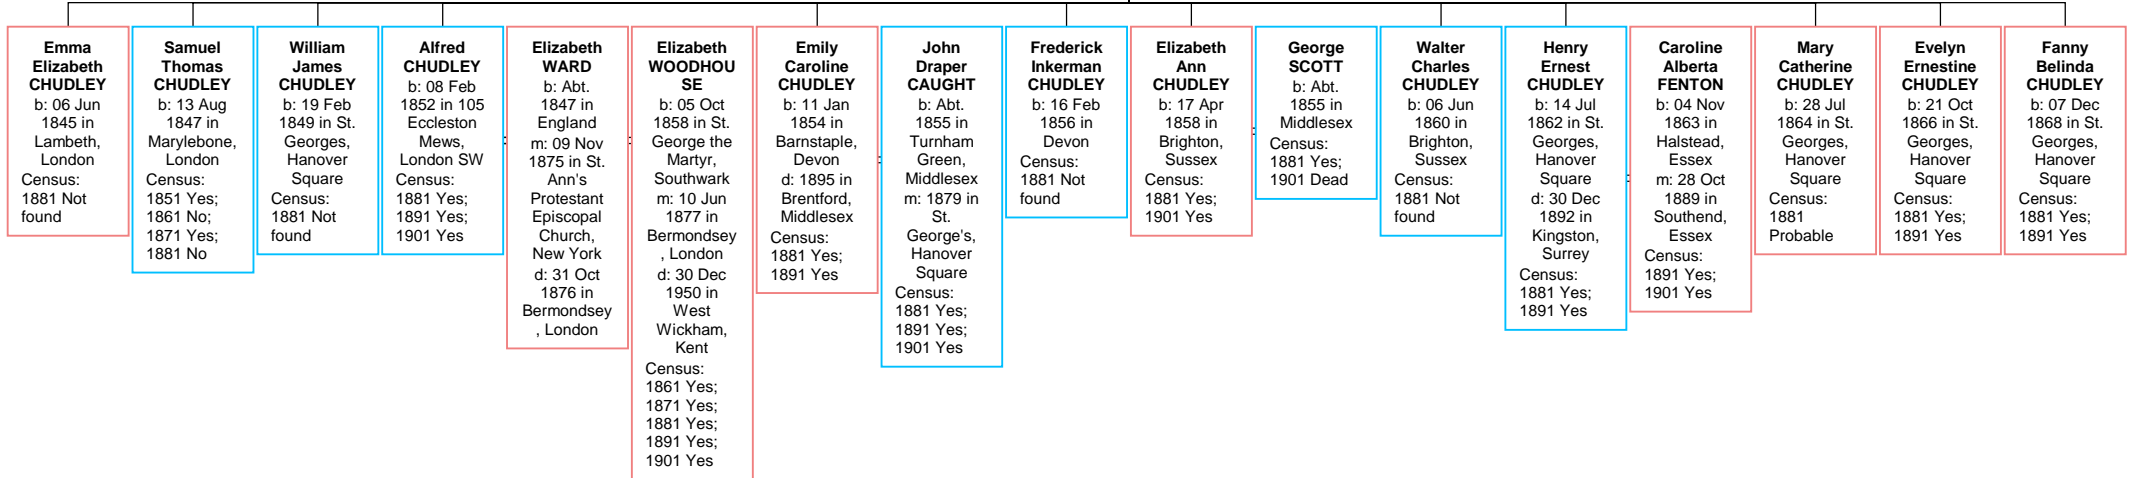 Emma
Elizabeth
CHUDLEY
b: 06 Jun
1845 in
Lambeth,
London
Census:
1881 Not
found
Samuel
Thomas
CHUDLEY
b: 13 Aug
1847 in
Marylebone,
London
Census:
1851 Yes;
1861 No;
1871 Yes;
1881 No
William
James
CHUDLEY
b: 19 Feb
1849 in St.
Georges,
Hanover
Square
Census:
1881 Not
found
Alfred
CHUDLEY
b: 08 Feb
1852 in 105
Eccleston
Mews,
London SW
Census:
1881 Yes;
1891 Yes;
1901 Yes
Elizabeth
WARD
b: Abt.
1847 in
England
m: 09 Nov
1875 in St.
Ann's
Protestant
Episcopal
Church,
New York
d: 31 Oct
1876 in
Bermondsey
, London
Elizabeth
WOODHOU
SE
b: 05 Oct
1858 in St.
George the
Martyr,
Southwark
m: 10 Jun
1877 in
Bermondsey
, London
d: 30 Dec
1950 in
West
Wickham,
Kent
Census:
1861 Yes;
1871 Yes;
1881 Yes;
1891 Yes;
1901 Yes
Emily
Caroline
CHUDLEY
b: 11 Jan
1854 in
Barnstaple,
Devon
d: 1895 in
Brentford,
Middlesex
Census:
1881 Yes;
1891 Yes
John
Draper
CAUGHT
b: Abt.
1855 in
Turnham
Green,
Middlesex
m: 1879 in
St.
George's,
Hanover
Square
Census:
1881 Yes;
1891 Yes;
1901 Yes
Frederick
Inkerman
CHUDLEY
b: 16 Feb
1856 in
Devon
Census:
1881 Not
found
Elizabeth
Ann
CHUDLEY
b: 17 Apr
1858 in
Brighton,
Sussex
Census:
1881 Yes;
1901 Yes
George
SCOTT
b: Abt.
1855 in
Middlesex
Census:
1881 Yes;
1901 Dead
Walter
Charles
CHUDLEY
b: 06 Jun
1860 in
Brighton,
Sussex
Census:
1881 Not
found
Henry
Ernest
CHUDLEY
b: 14 Jul
1862 in St.
Georges,
Hanover
Square
d: 30 Dec
1892 in
Kingston,
Surrey
Census:
1881 Yes;
1891 Yes
Caroline
Alberta
FENTON
b: 04 Nov
1863 in
Halstead,
Essex
m: 28 Oct
1889 in
Southend,
Essex
Census:
1891 Yes;
1901 Yes
Mary
Catherine
CHUDLEY
b: 28 Jul
1864 in St.
Georges,
Hanover
Square
Census:
1881
Probable
Evelyn
Ernestine
CHUDLEY
b: 21 Oct
1866 in St.
Georges,
Hanover
Square
Census:
1881 Yes;
1891 Yes
Fanny
Belinda
CHUDLEY
b: 07 Dec
1868 in St.
Georges,
Hanover
Square
Census:
1881 Yes;
1891 Yes